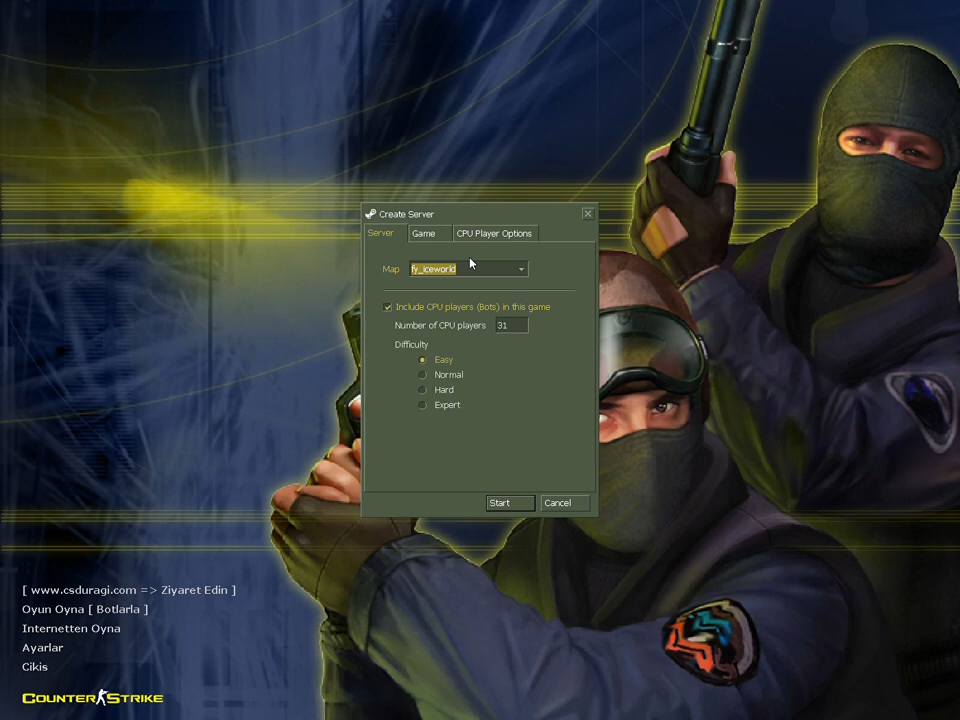 Create Server
Server Game CPU Player Options
Map fy_iceworld
Include CPU players (Bots) in this game
Number of CPU players 31
Difficulty
Easy
Normal
Hard
Expert
Start Cancel
[ www.csduragi.com => Ziyaret Edin ]
Oyun Oyna [ Botlarla ]
Internetten Oyna
Ayarlar
Cikis
COUNTER STRIKE